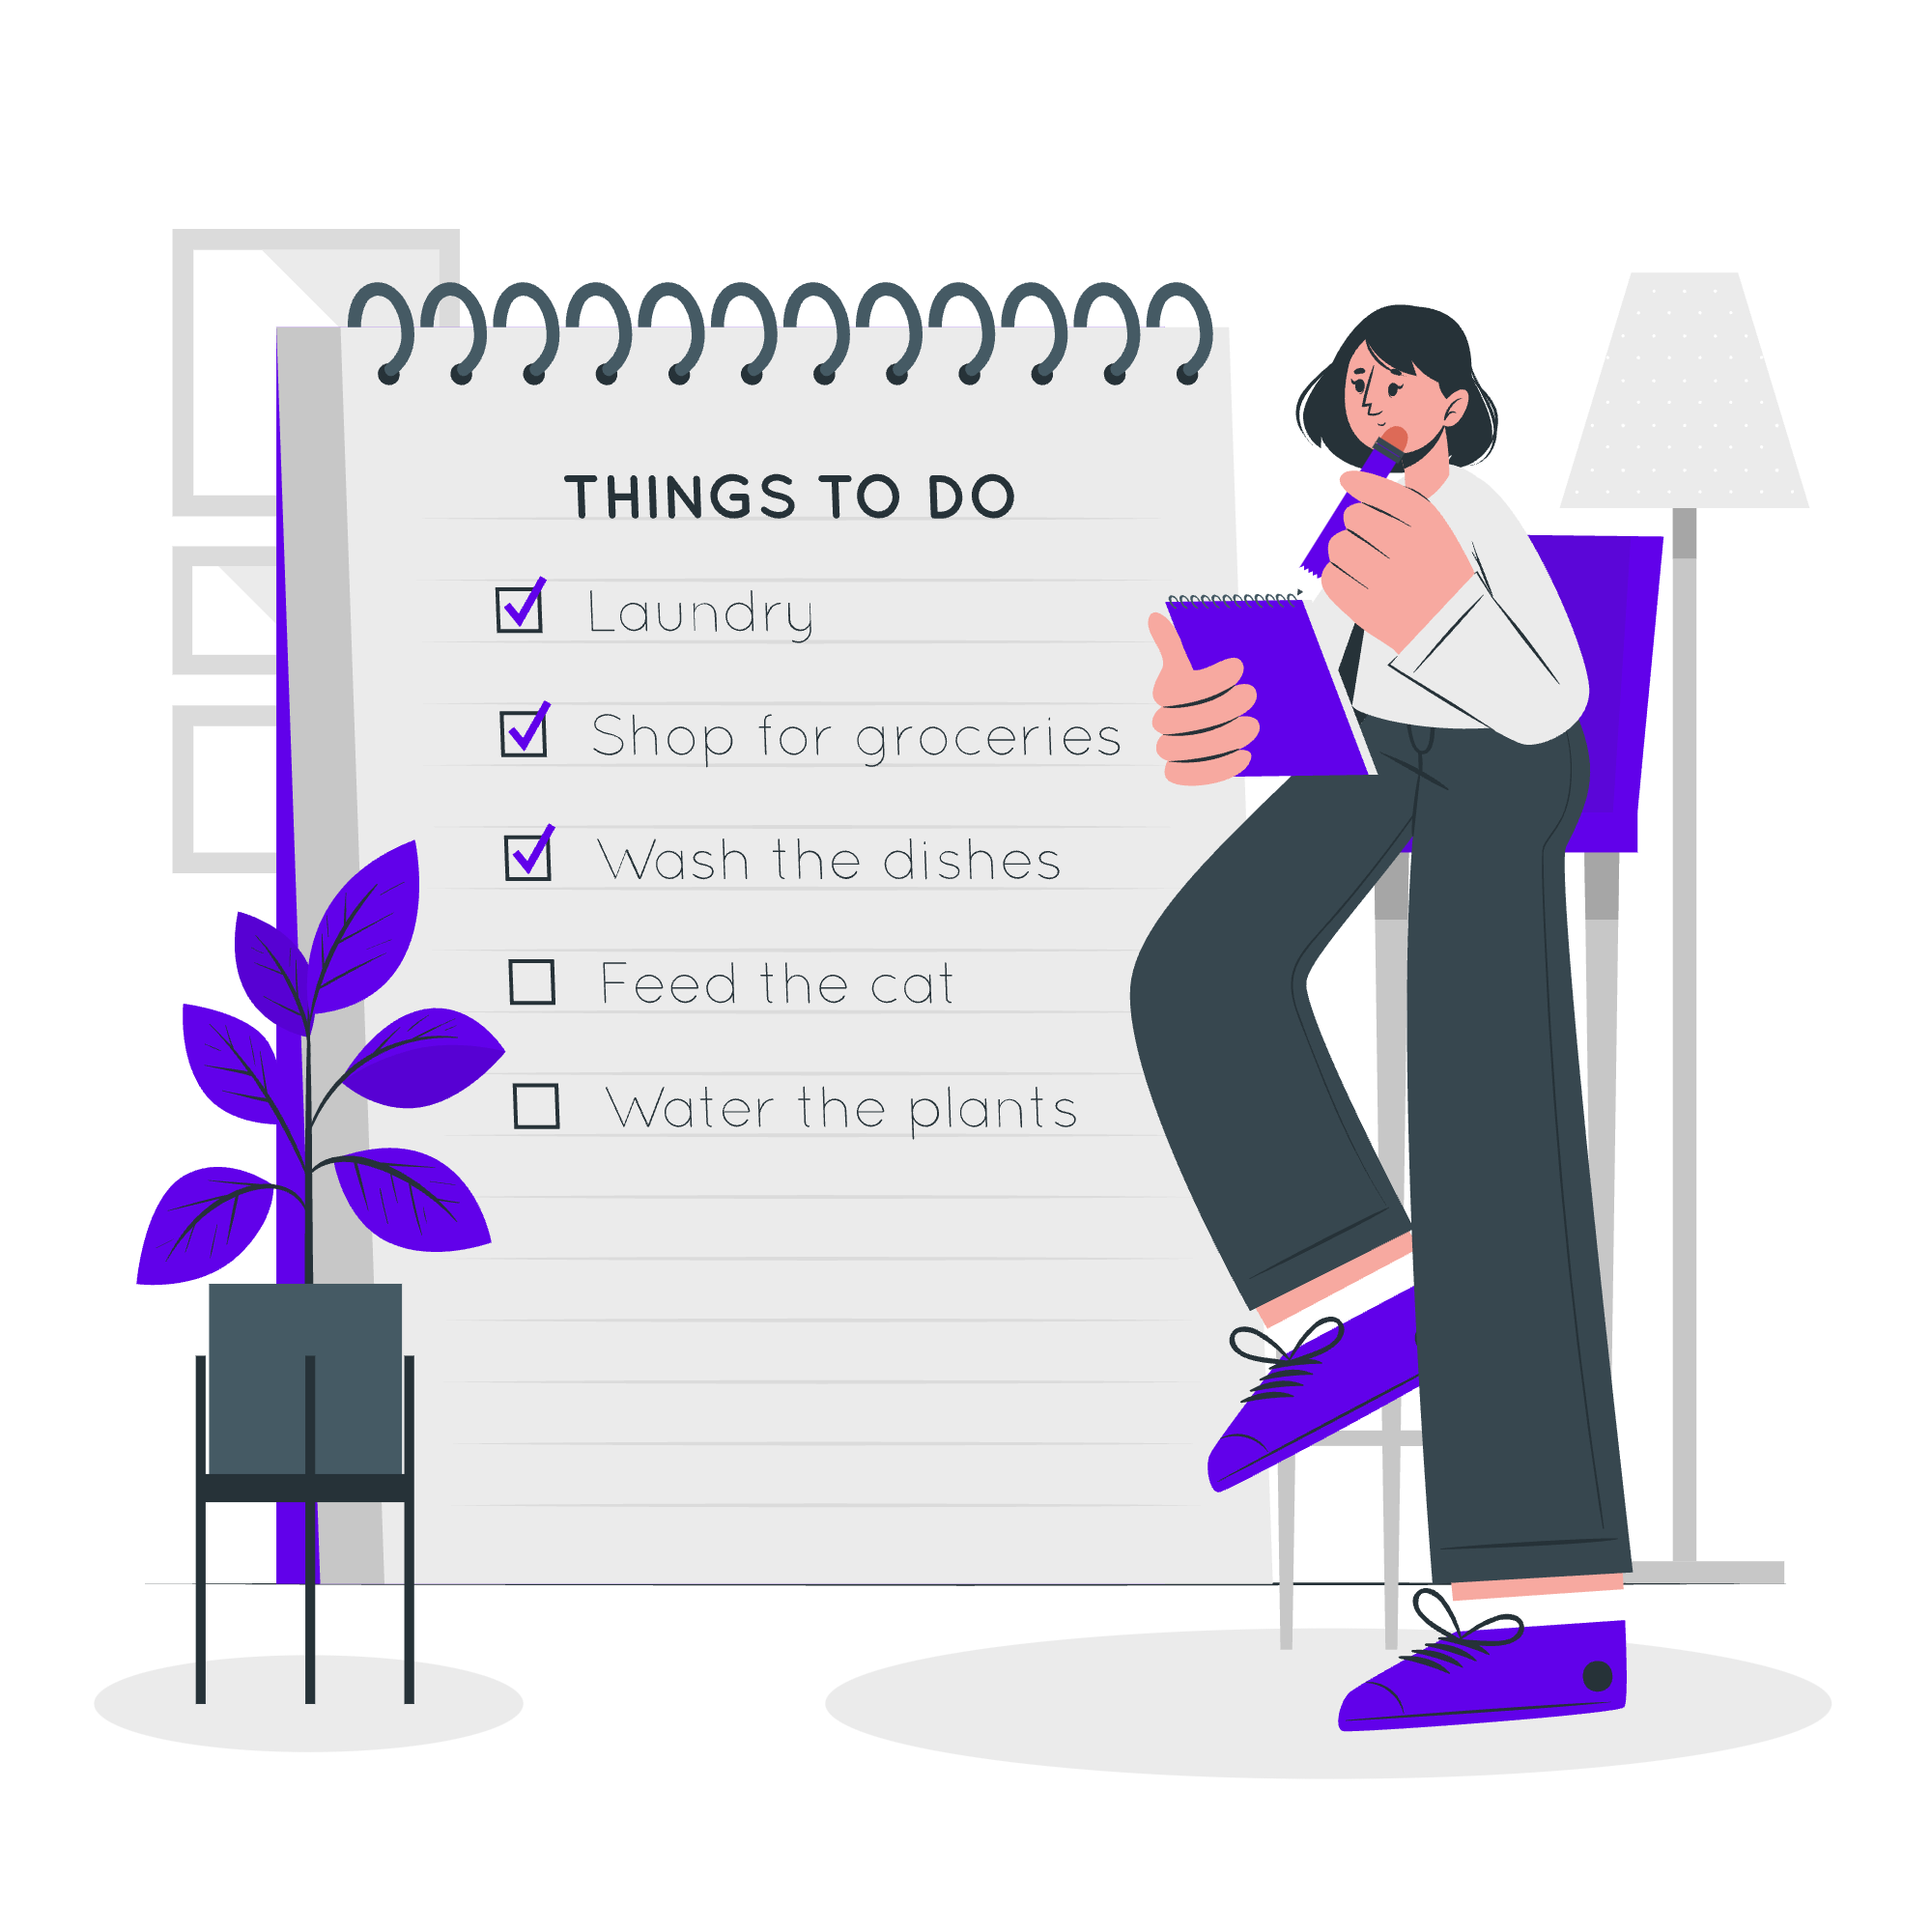 THINGS TO DO
Laundry
Shop for groceries
Wash the dishes
Feed the cat
Water the plants